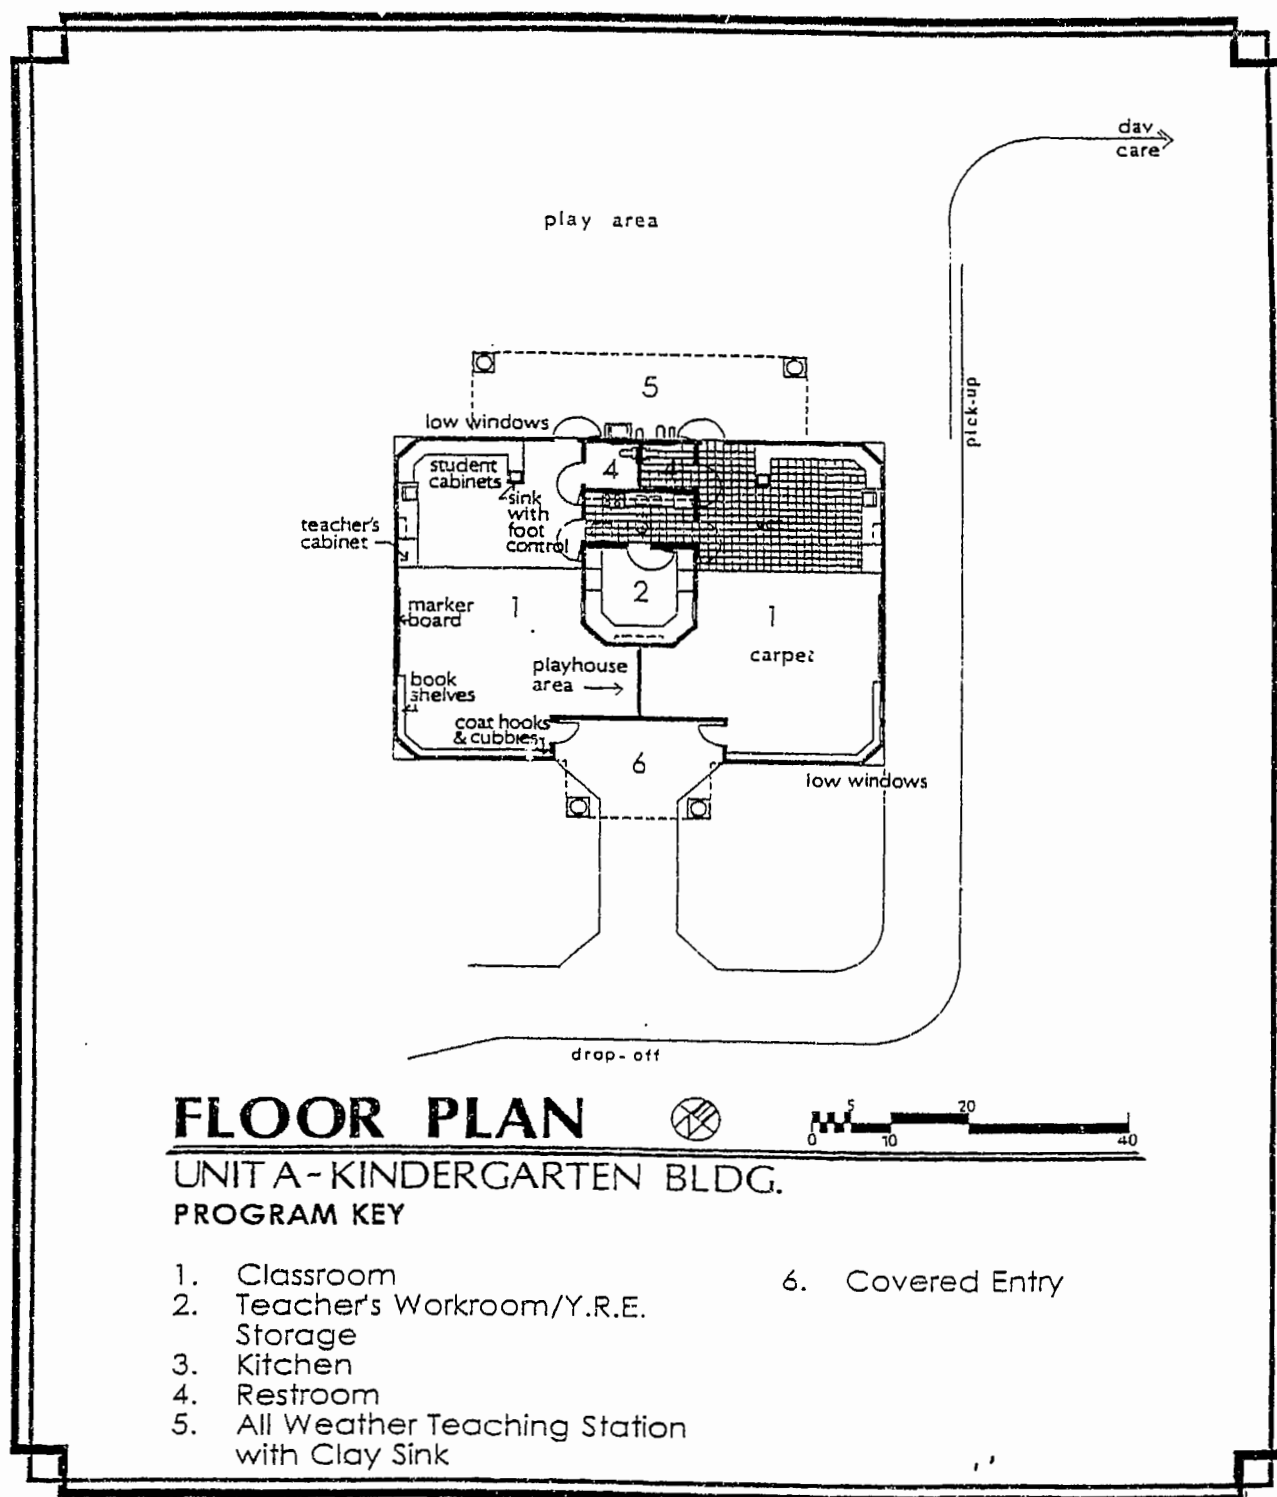 dav
care
play area
pick-up
5
low windows
4
4
student
cabinets
sink
with
foot
control
teacher's
cabinet
2
1
1
marker
board
carpet
playhouse
area
book
shelves
coat hooks
& cubbies
6
low windows
drop-off
FLOOR PLAN
5 20
0 10 40
UNIT A~KINDERGARTEN BLDG.
PROGRAM KEY
1. Classroom
2. Teacher's Workroom/Y.R.E.
Storage
3. Kitchen
4. Restroom
5. All Weather Teaching Station
with Clay Sink
6. Covered Entry